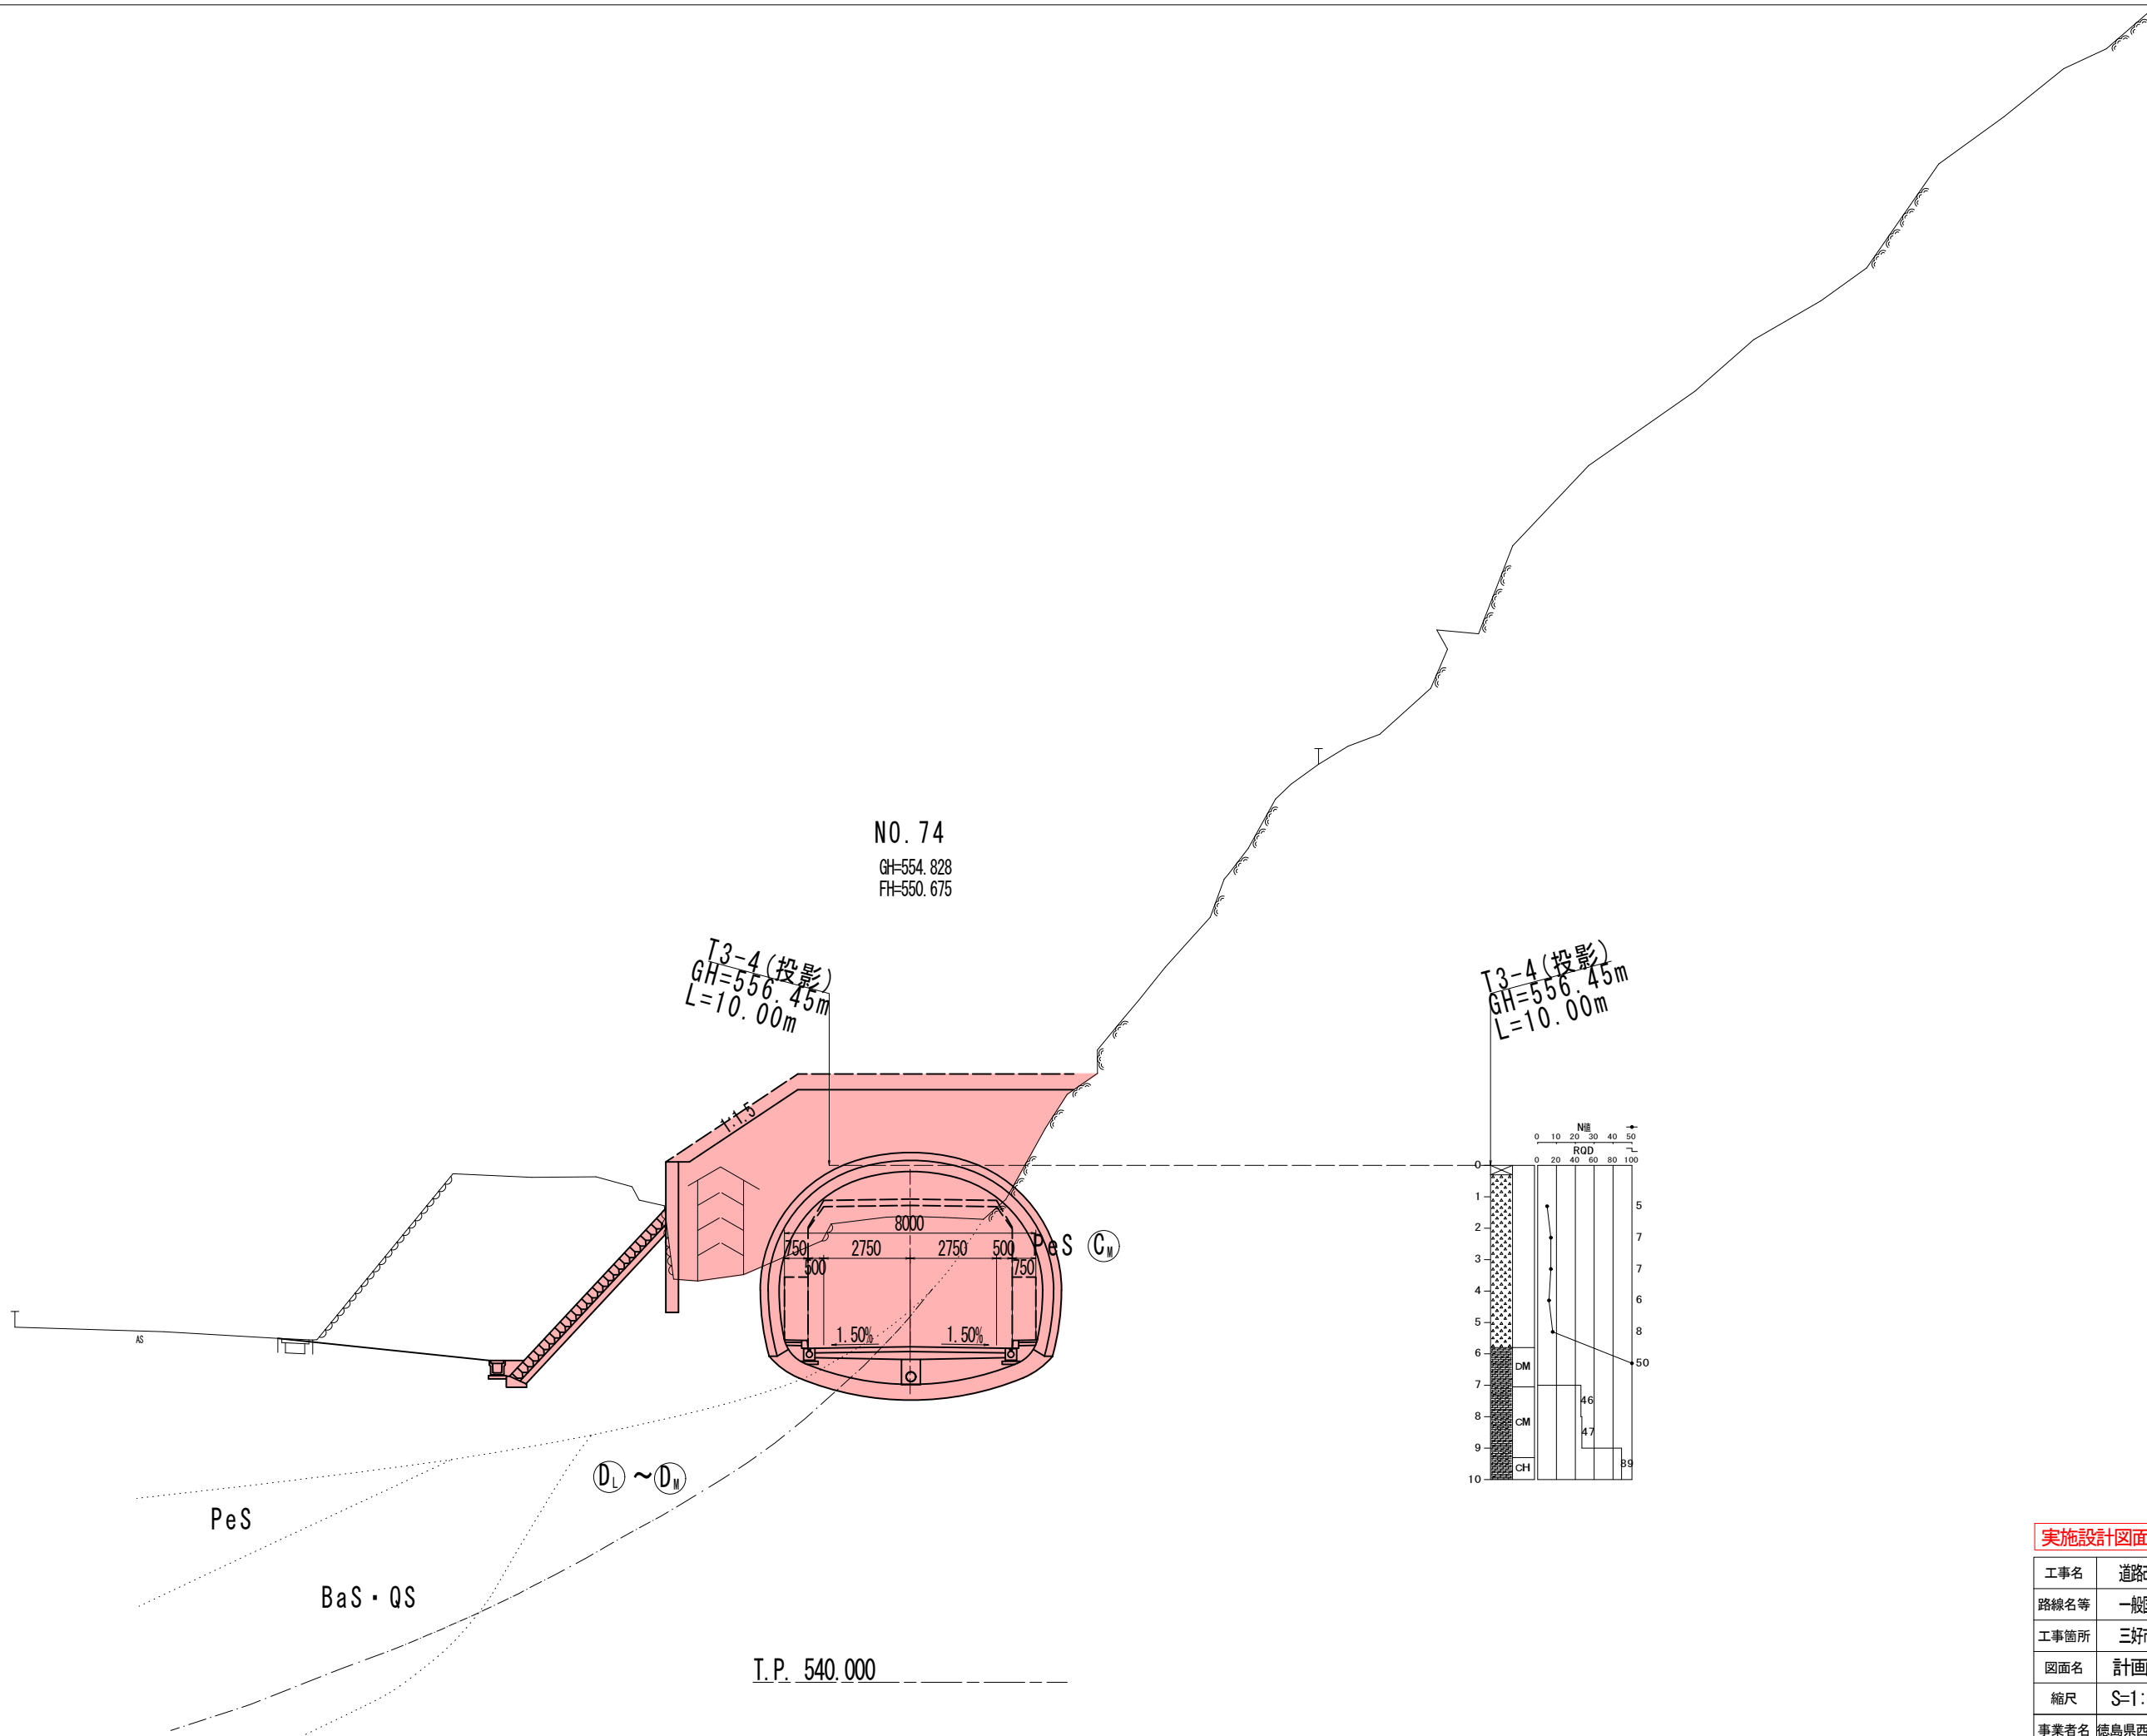 NO.74
GH=554.828
FH=550.675
T3-4(投影)
GH=556.45m
L=10.00m
T3-4(投影)
GH=556.45m
L=10.00m
1:1.5
N値
0 10 20 30 40 50
RQD
0 20 40 60 80 100
0
1
2
3
4
5
6
7
8
9
10
5
7
7
6
8
50
DM
CM
CH
46
47
89
8000
750 2750 2750 500
500 750
1.50% 1.50%
PeS CM
AS
DL ～DM
PeS
BaS・QS
T.P. 540.000
実施設計図面
工事名 道路
路線名等 一般
工事箇所 三好
図面名 計画
縮尺 S=1:
事業者名 徳島県西